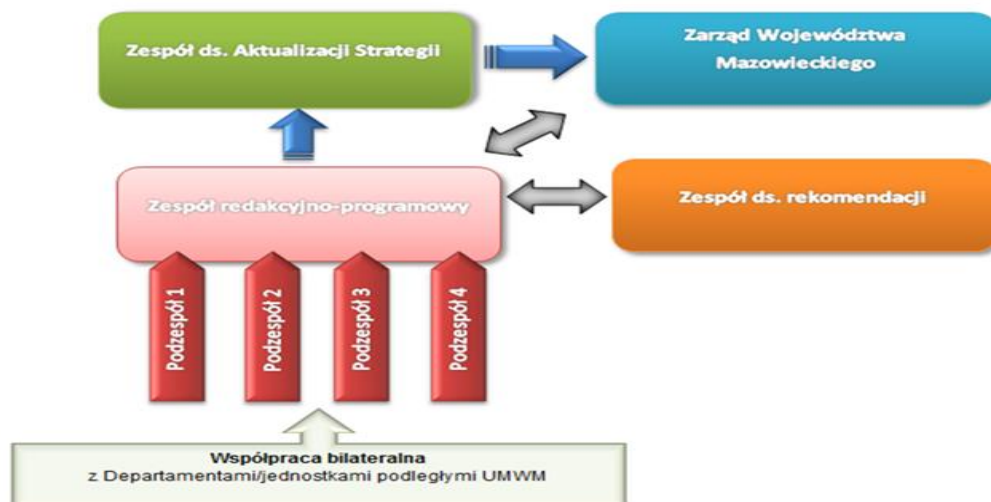 Zespół ds. Aktualizacji Strategii
Zarząd Województwa
Mazowieckiego
Zespół redakcyjno-programowy
Zespół ds. rekomendacji
Podzespół 1
Podzespół 2
Podzespół 3
Podzespół 4
Współpraca bilateralna
z Departamentami/jednostkami podległymi UMWM